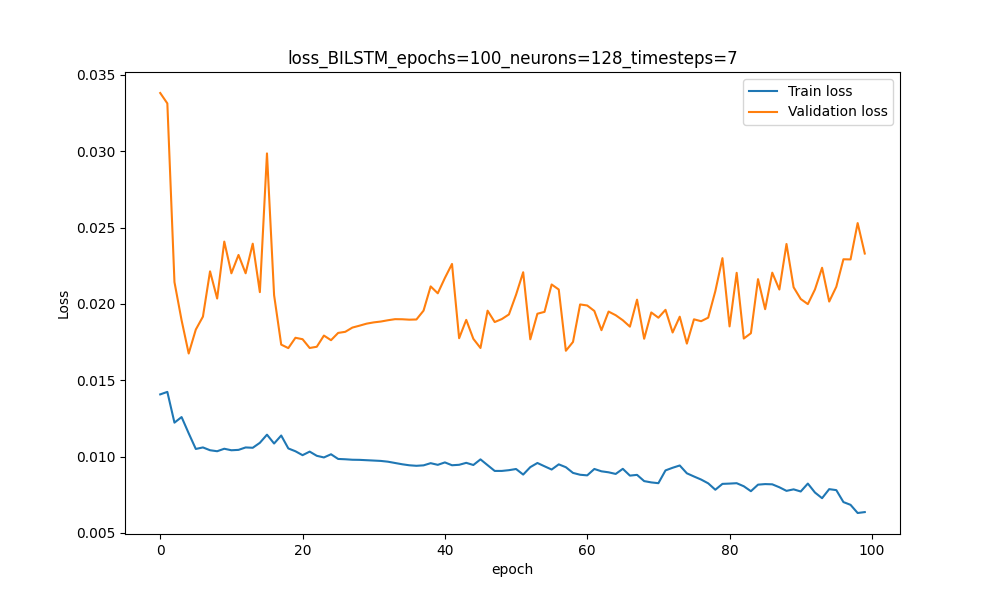 loss_BILSTM_epochs=100_neurons=128_timesteps=7
Train loss
Validation loss
Loss
0.035
0.030
0.025
0.020
0.015
0.010
0.005
0 20 40 60 80 100
epoch